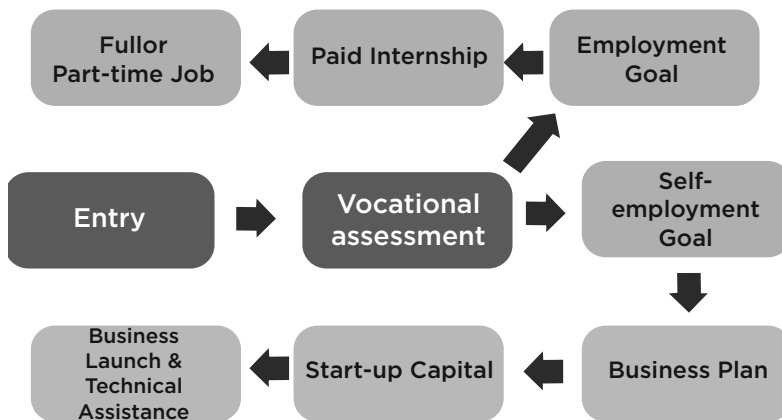 Fullor
Part-time Job
Paid Internship
Employment
Goal
Entry
Vocational
assessment
Self-
employment
Goal
Business
Launch &
Technical
Assistance
Start-up Capital
Business Plan